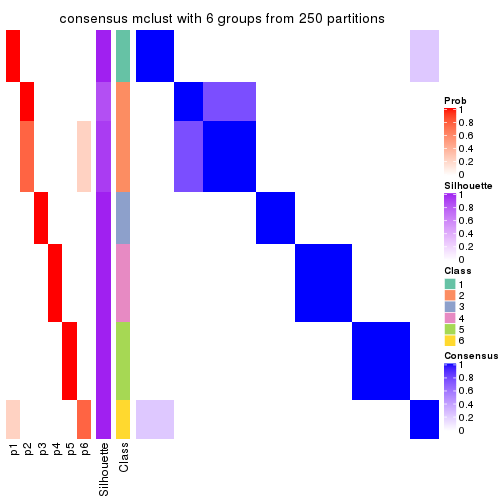 consensus mclust with 6 groups from 250 partitions
Prob
1
0.8
0.6
0.4
0.2
0
Silhouette
1
0.8
0.6
0.4
0.2
0
Class
1
2
3
4
5
6
Consensus
1
0.8
0.6
0.4
0.2
0
p1
p2
p3
p4
p5
p6
Silhouette
Class